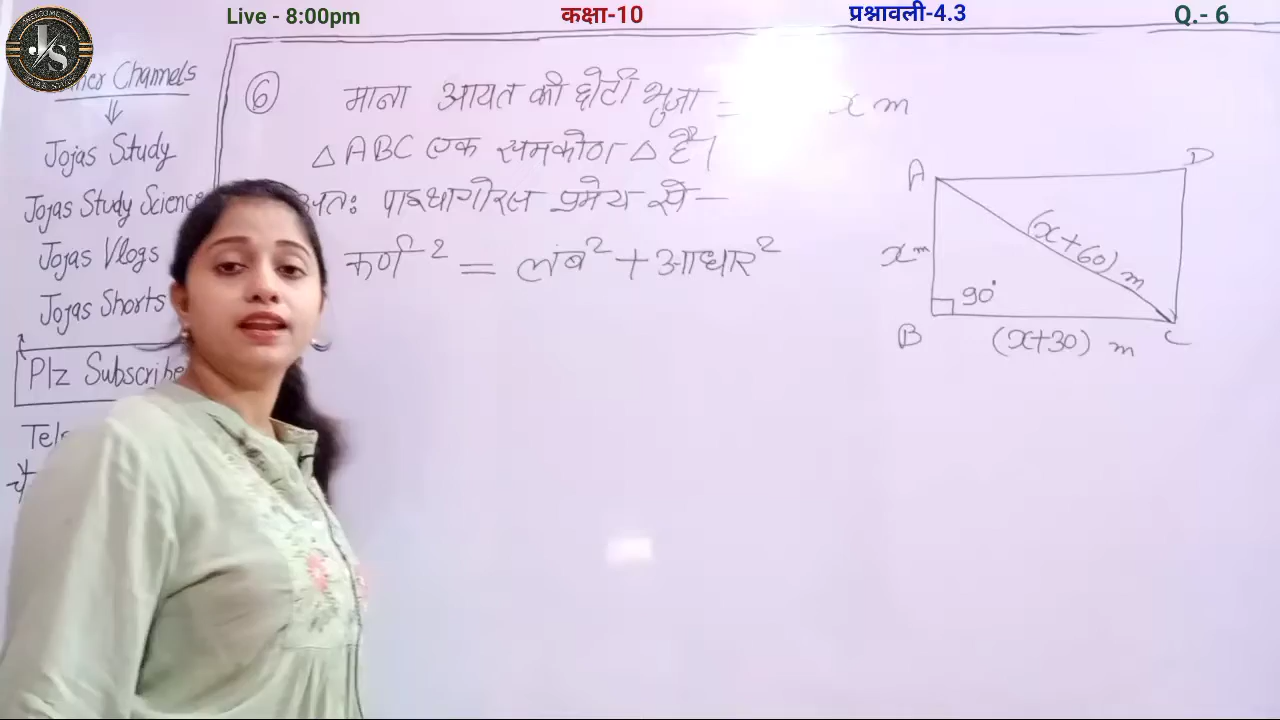 Live - 8:00pm
कक्षा-10
प्रश्नावली-4.3
Q.- 6
JS
Channels
Jojas Study
Jojas Study Science
Jojas Vlogs
Jojas Shorts
Plz Subscribe
6 माना आयत की छोटी भुजा = x m
△ ABC एक समकोण △ है।
अतः पाइथागोरस प्रमेय से —
कर्ण² = लंब² + आधार²
A
D
x m
(x+60) m
90°
B
(x+30) m
C